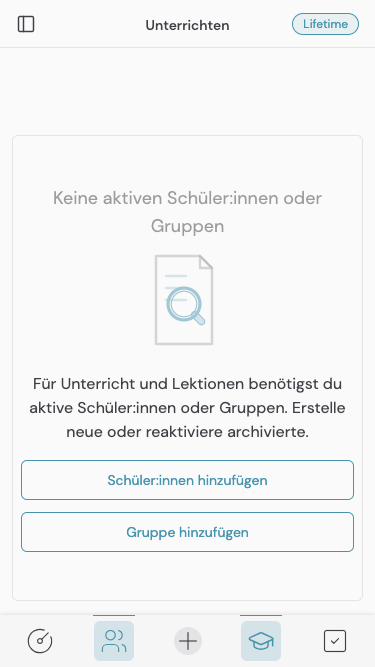 Unterrichten
Lifetime
Keine aktiven Schüler:innen oder
Gruppen
Für Unterricht und Lektionen benötigst du
aktive Schüler:innen oder Gruppen. Erstelle
neue oder reaktiviere archivierte.
Schüler:innen hinzufügen
Gruppe hinzufügen